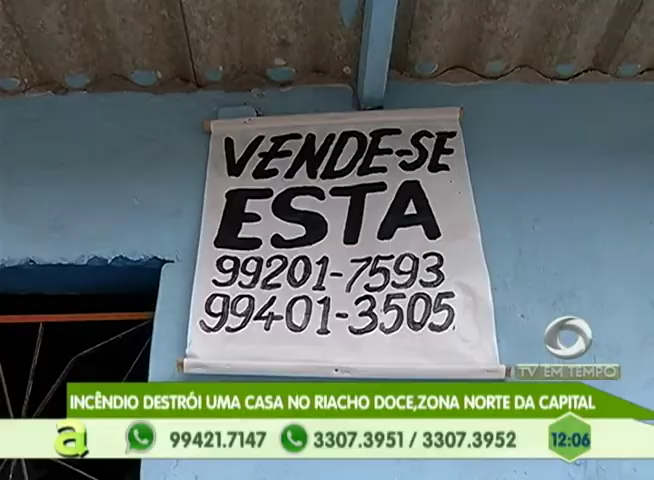 VENDE-SE
ESTA
99201-7593
99401-3505
TV EM TEMPO
INCÊNDIO DESTRÓI UMA CASA NO RIACHO DOCE,ZONA NORTE DA CAPITAL
a 99421.7147 3307.3951 / 3307.3952 12:06